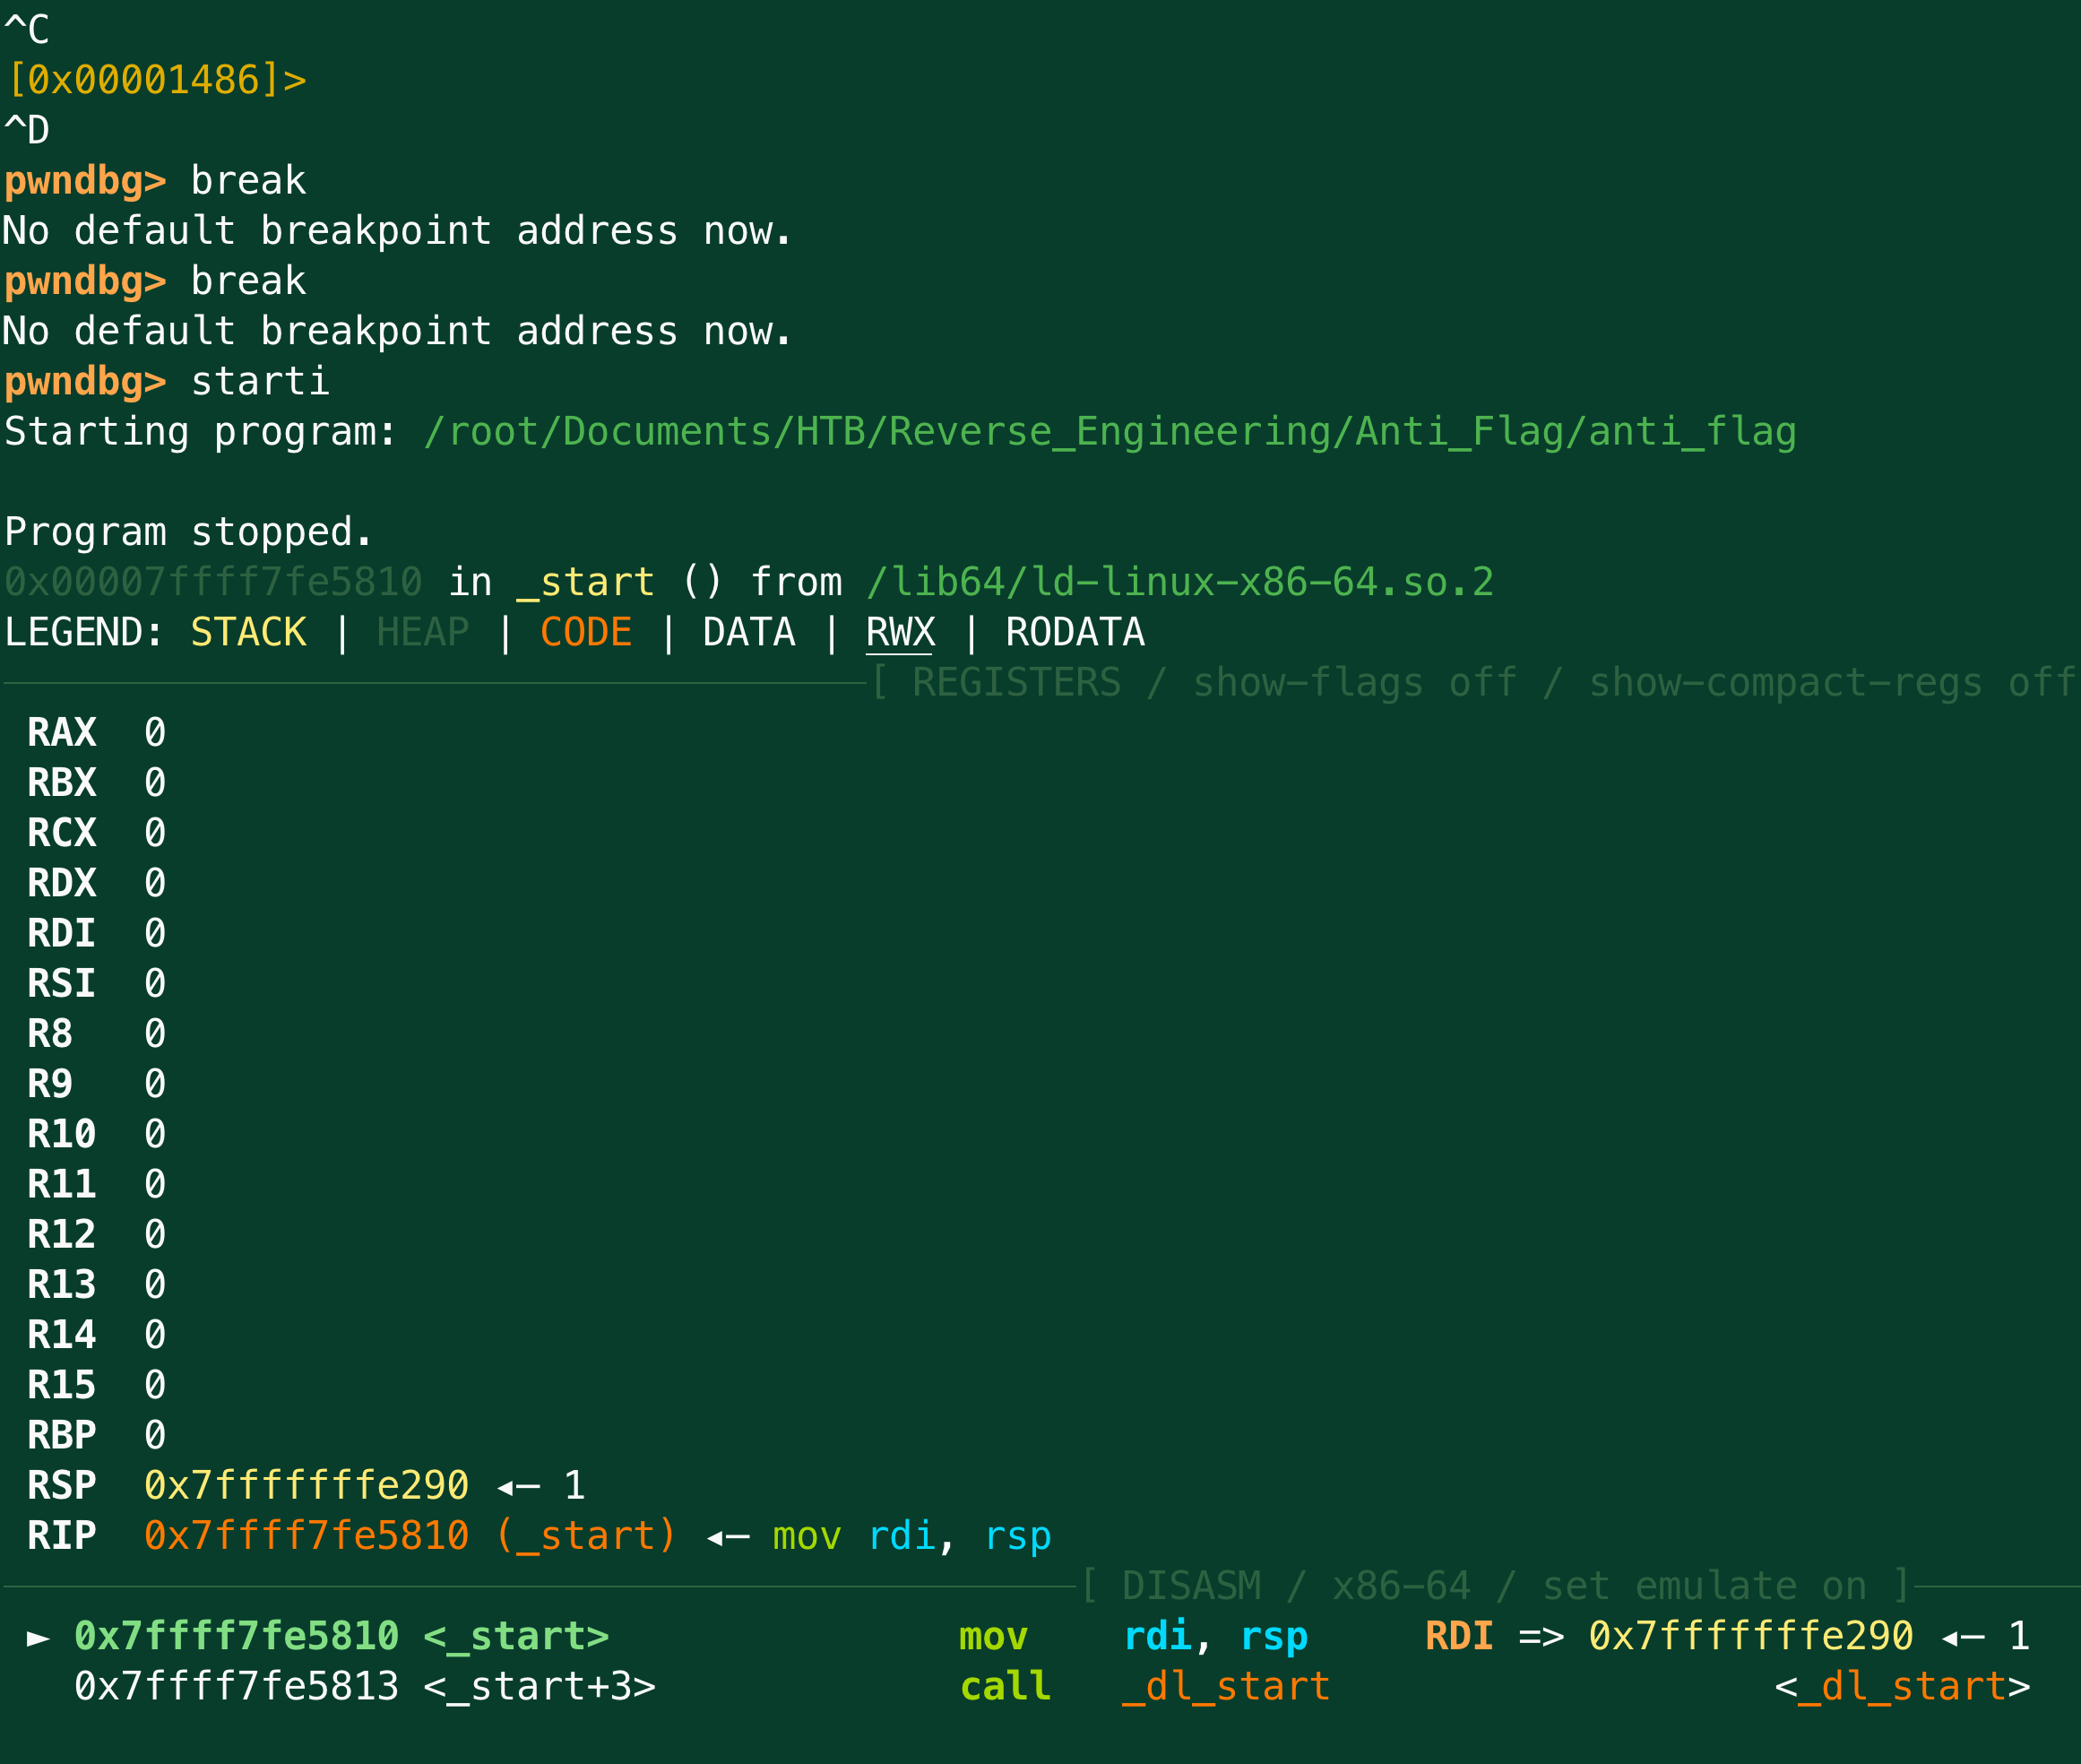 ^C
[0x00001486]>
^D
pwndbg> break
No default breakpoint address now.
pwndbg> break
No default breakpoint address now.
pwndbg> starti
Starting program: /root/Documents/HTB/Reverse_Engineering/Anti_Flag/anti_flag
Program stopped.
0x00007ffff7fe5810 in _start () from /lib64/ld-linux-x86-64.so.2
LEGEND: STACK | HEAP | CODE | DATA | RWX | RODATA
[ REGISTERS / show-flags off / show-compact-regs off
RAX 0
RBX 0
RCX 0
RDX 0
RDI 0
RSI 0
R8 0
R9 0
R10 0
R11 0
R12 0
R13 0
R14 0
R15 0
RBP 0
RSP 0x7fffffffe290 ◂— 1
RIP 0x7ffff7fe5810 (_start) ◂— mov rdi, rsp
[ DISASM / x86-64 / set emulate on ]
► 0x7ffff7fe5810 <_start> mov rdi, rsp RDI => 0x7fffffffe290 ◂— 1
0x7ffff7fe5813 <_start+3> call _dl_start <_dl_start>